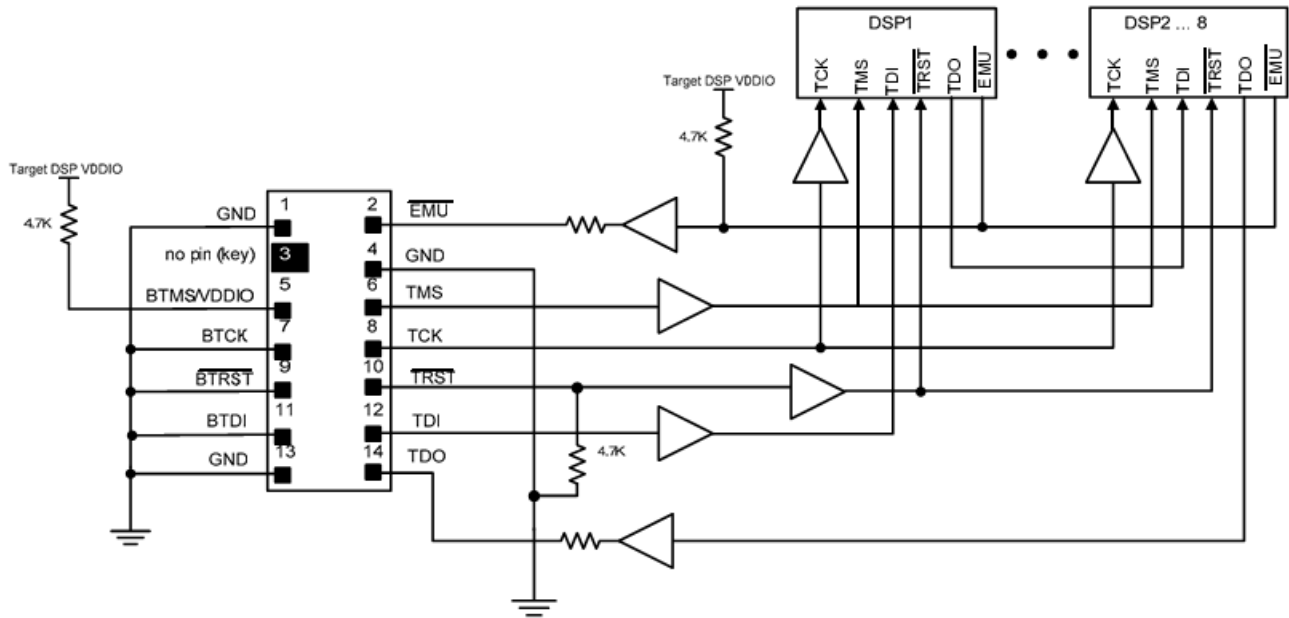 DSP1
DSP2 ... 8
TCK
TMS
TDI
TRST
TDO
EMU
TCK
TMS
TDI
TRST
TDO
EMU
Target DSP VDDIO
4.7K
Target DSP VDDIO
4.7K
GND
1
2
EMU
no pin (key)
3
4
GND
BTMS/VDDIO
5
6
TMS
BTCK
7
8
TCK
BTRST
9
10
TRST
BTDI
11
12
TDI
GND
13
14
TDO
4.7K